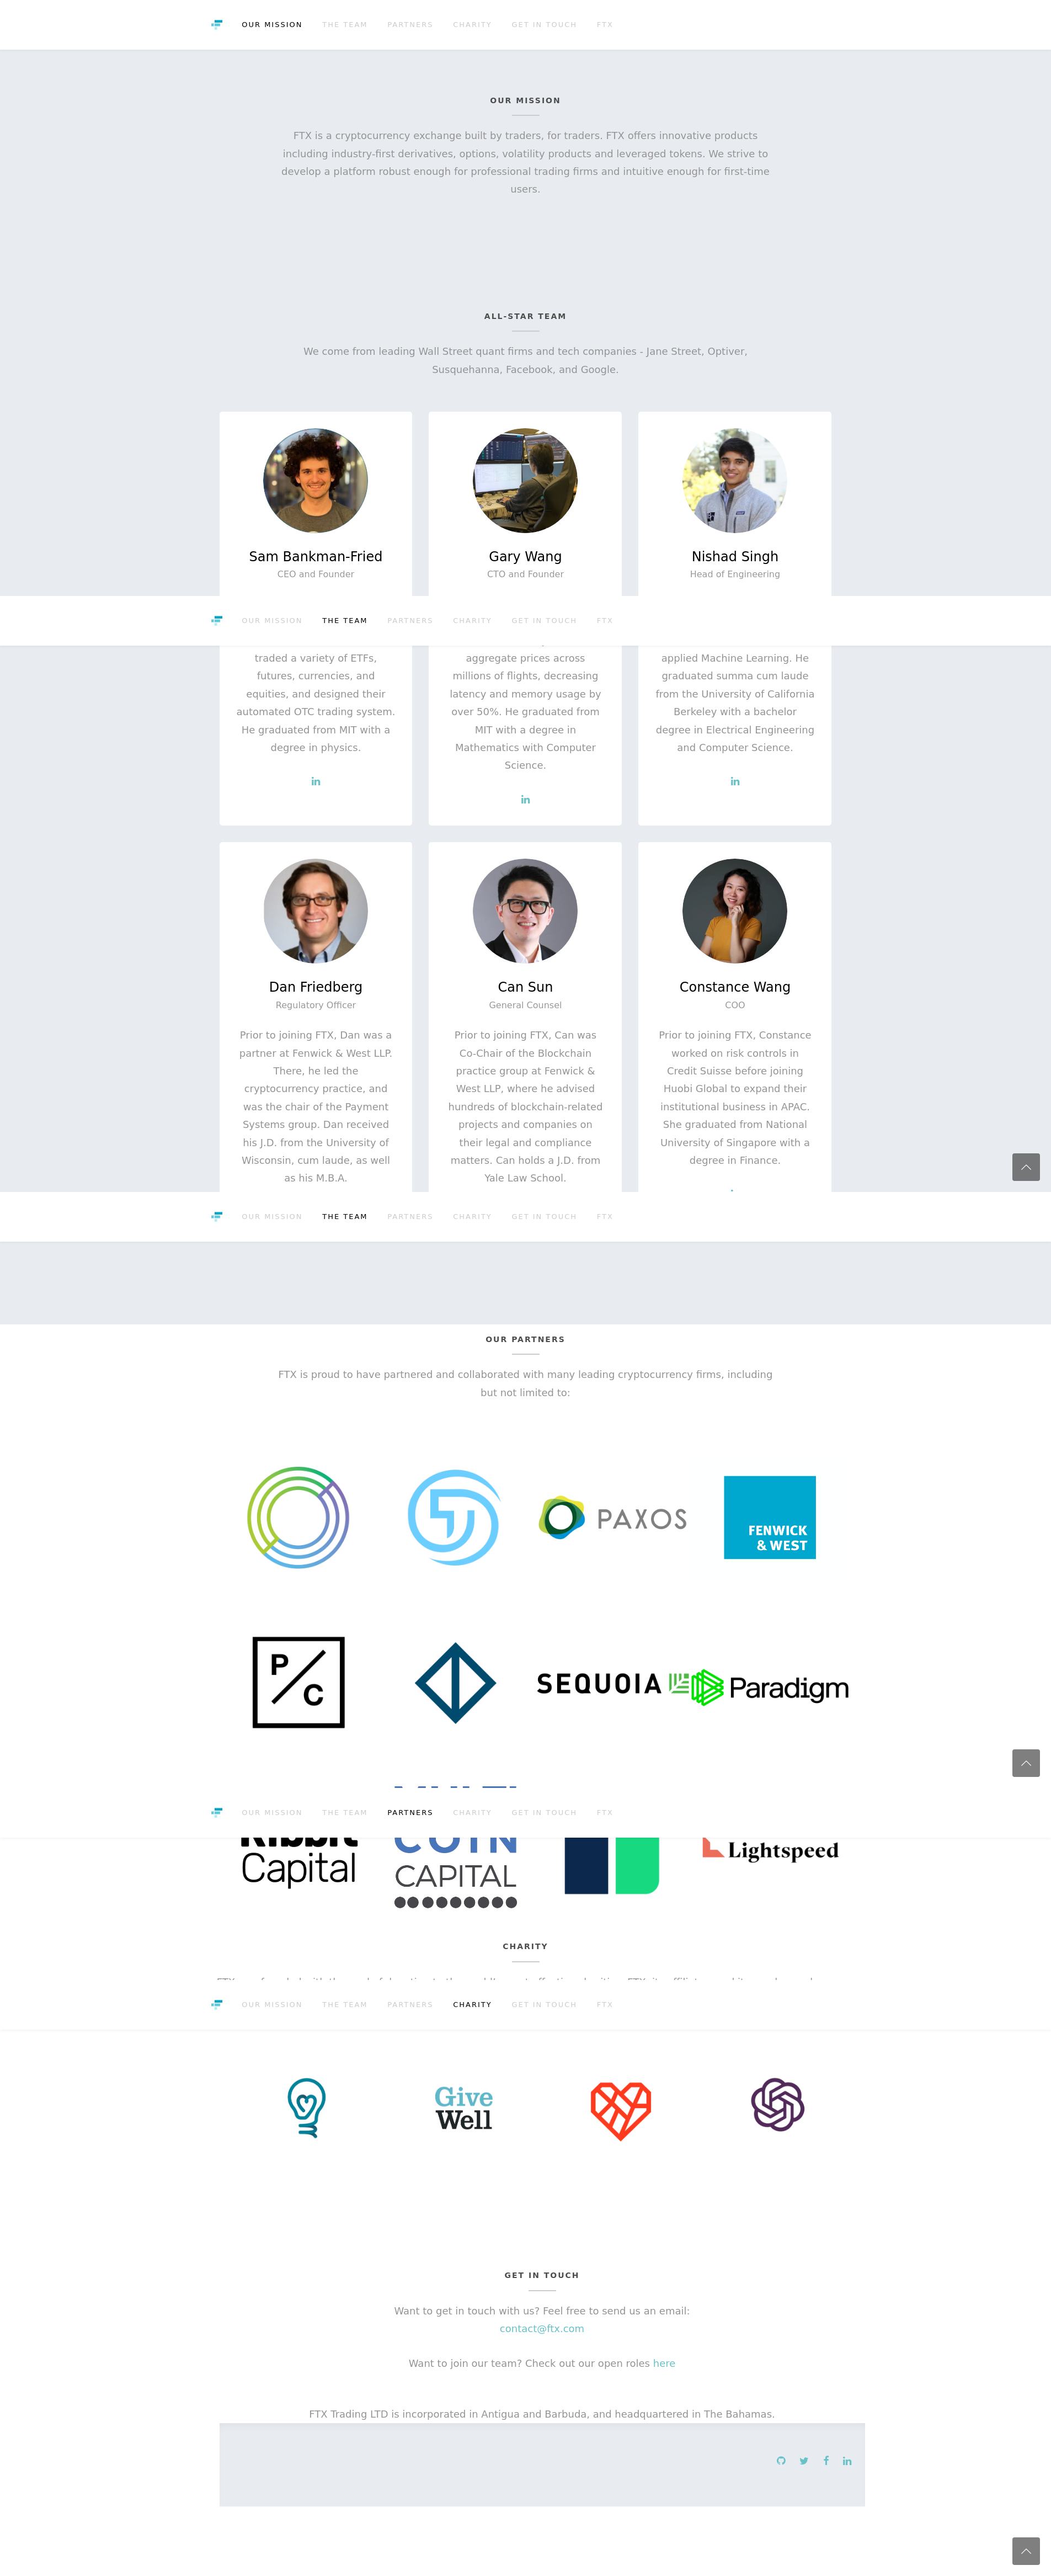 OUR MISSION THE TEAM PARTNERS CHARITY GET IN TOUCH FTX
OUR MISSION
FTX is a cryptocurrency exchange built by traders, for traders. FTX offers innovative products
including industry-first derivatives, options, volatility products and leveraged tokens. We strive to
develop a platform robust enough for professional trading firms and intuitive enough for first-time
users.
ALL-STAR TEAM
We come from leading Wall Street quant firms and tech companies - Jane Street, Optiver,
Susquehanna, Facebook, and Google.
Sam Bankman-Fried
CEO and Founder
Gary Wang
CTO and Founder
Nishad Singh
Head of Engineering
OUR MISSION THE TEAM PARTNERS CHARITY GET IN TOUCH FTX
traded a variety of ETFs,
futures, currencies, and
equities, and designed their
automated OTC trading system.
He graduated from MIT with a
degree in physics.
in
aggregate prices across
millions of flights, decreasing
latency and memory usage by
over 50%. He graduated from
MIT with a degree in
Mathematics with Computer
Science.
in
applied Machine Learning. He
graduated summa cum laude
from the University of California
Berkeley with a bachelor
degree in Electrical Engineering
and Computer Science.
in
Dan Friedberg
Regulatory Officer
Prior to joining FTX, Dan was a
partner at Fenwick & West LLP.
There, he led the
cryptocurrency practice, and
was the chair of the Payment
Systems group. Dan received
his J.D. from the University of
Wisconsin, cum laude, as well
as his M.B.A.
Can Sun
General Counsel
Prior to joining FTX, Can was
Co-Chair of the Blockchain
practice group at Fenwick &
West LLP, where he advised
hundreds of blockchain-related
projects and companies on
their legal and compliance
matters. Can holds a J.D. from
Yale Law School.
Constance Wang
COO
Prior to joining FTX, Constance
worked on risk controls in
Credit Suisse before joining
Huobi Global to expand their
institutional business in APAC.
She graduated from National
University of Singapore with a
degree in Finance.
OUR MISSION THE TEAM PARTNERS CHARITY GET IN TOUCH FTX
OUR PARTNERS
FTX is proud to have partnered and collaborated with many leading cryptocurrency firms, including
but not limited to:
PAXOS
FENWICK
& WEST
P/C
SEQUOIA
Paradigm
OUR MISSION THE TEAM PARTNERS CHARITY GET IN TOUCH FTX
Ribbit
Capital
COIN
CAPITAL
Lightspeed
CHARITY
OUR MISSION THE TEAM PARTNERS CHARITY GET IN TOUCH FTX
Give
Well
GET IN TOUCH
Want to get in touch with us? Feel free to send us an email:
contact@ftx.com
Want to join our team? Check out our open roles here
FTX Trading LTD is incorporated in Antigua and Barbuda, and headquartered in The Bahamas.
in